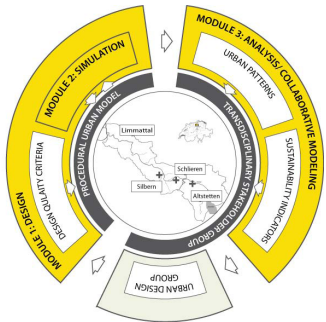 MODULE 2: SIMULATION
MODULE 3: ANALYSIS/ COLLABORATIVE MODELING
URBAN PATTERNS
PROCEDURAL URBAN MODEL
TRANSDISCIPLINARY STAKEHOLDER GROUP
Limmattal
Schlieren
Silbern
Altstetten
MODULE 1: DESIGN
DESIGN QULAITY CRITERIA
SUSTAINABILITY INDICATORS
URBAN DESIGN
GROUP